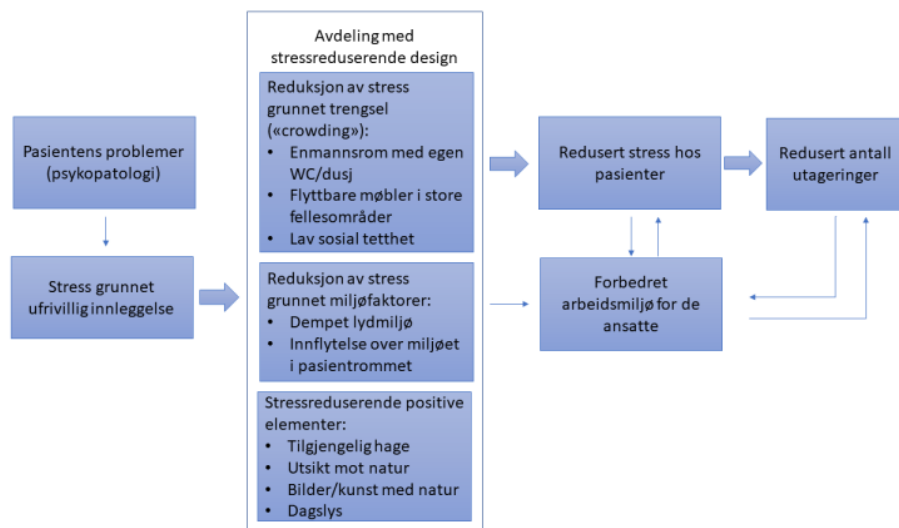 Pasientens problemer
(psykopatologi)
Stress grunnet
ufrivillig innleggelse
Avdeling med
stressreduserende design
Reduksjon av stress
grunnet trengsel
(«crowding»):
• Enmannsrom med egen
WC/dusj
• Flyttbare møbler i store
fellesområder
• Lav sosial tetthet
Reduksjon av stress
grunnet miljøfaktorer:
• Dempet lydmiljø
• Innflytelse over miljøet
i pasientrommet
Stressreduserende positive
elementer:
• Tilgjengelig hage
• Utsikt mot natur
• Bilder/kunst med natur
• Dagslys
Redusert stress hos
pasienter
Forbedret
arbeidsmiljø for de
ansatte
Redusert antall
utageringer